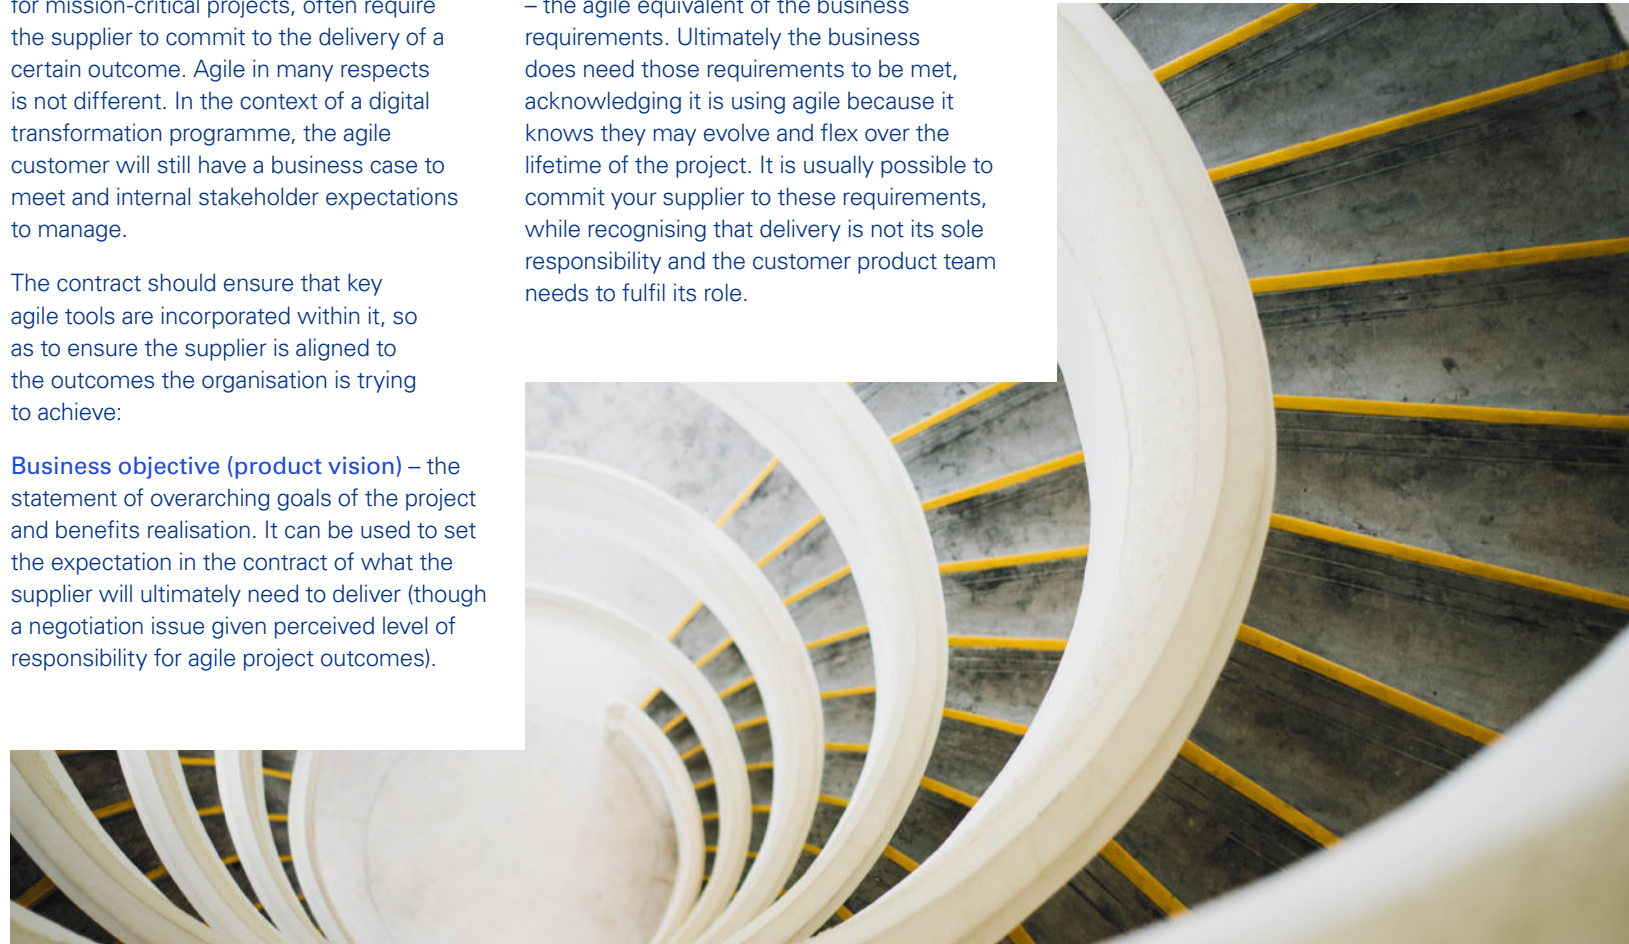 for mission-critical projects, often require
the supplier to commit to the delivery of a
certain outcome. Agile in many respects
is not different. In the context of a digital
transformation programme, the agile
customer will still have a business case to
meet and internal stakeholder expectations
to manage.
The contract should ensure that key
agile tools are incorporated within it, so
as to ensure the supplier is aligned to
the outcomes the organisation is trying
to achieve:
Business objective (product vision) – the
statement of overarching goals of the project
and benefits realisation. It can be used to set
the expectation in the contract of what the
supplier will ultimately need to deliver (though
a negotiation issue given perceived level of
responsibility for agile project outcomes).
– the agile equivalent of the business
requirements. Ultimately the business
does need those requirements to be met,
acknowledging it is using agile because it
knows they may evolve and flex over the
lifetime of the project. It is usually possible to
commit your supplier to these requirements,
while recognising that delivery is not its sole
responsibility and the customer product team
needs to fulfil its role.